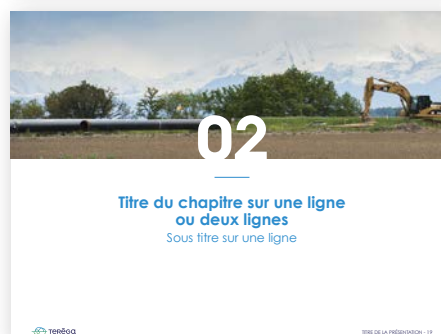 02
Titre du chapitre sur une ligne
ou deux lignes
Sous titre sur une ligne
TERÉGA
TITRE DE LA PRÉSENTATION - 19